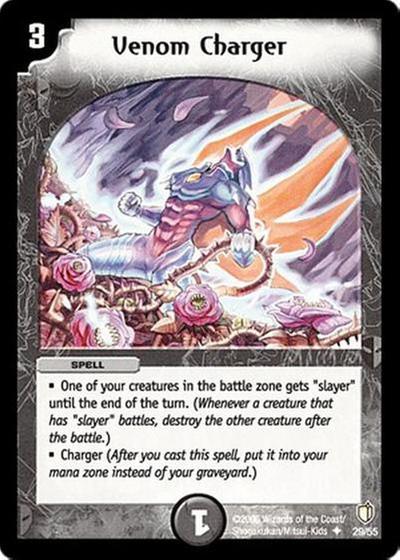 3
Venom Charger
SPELL
▪ One of your creatures in the battle zone gets "slayer"
until the end of the turn. (Whenever a creature that
has "slayer" battles, destroy the other creature after
the battle.)
▪ Charger (After you cast this spell, put it into your
mana zone instead of your graveyard.)
©2006 Wizards of the Coast/
Shogakukan/Mitsui-Kids ✦ 29/55
1